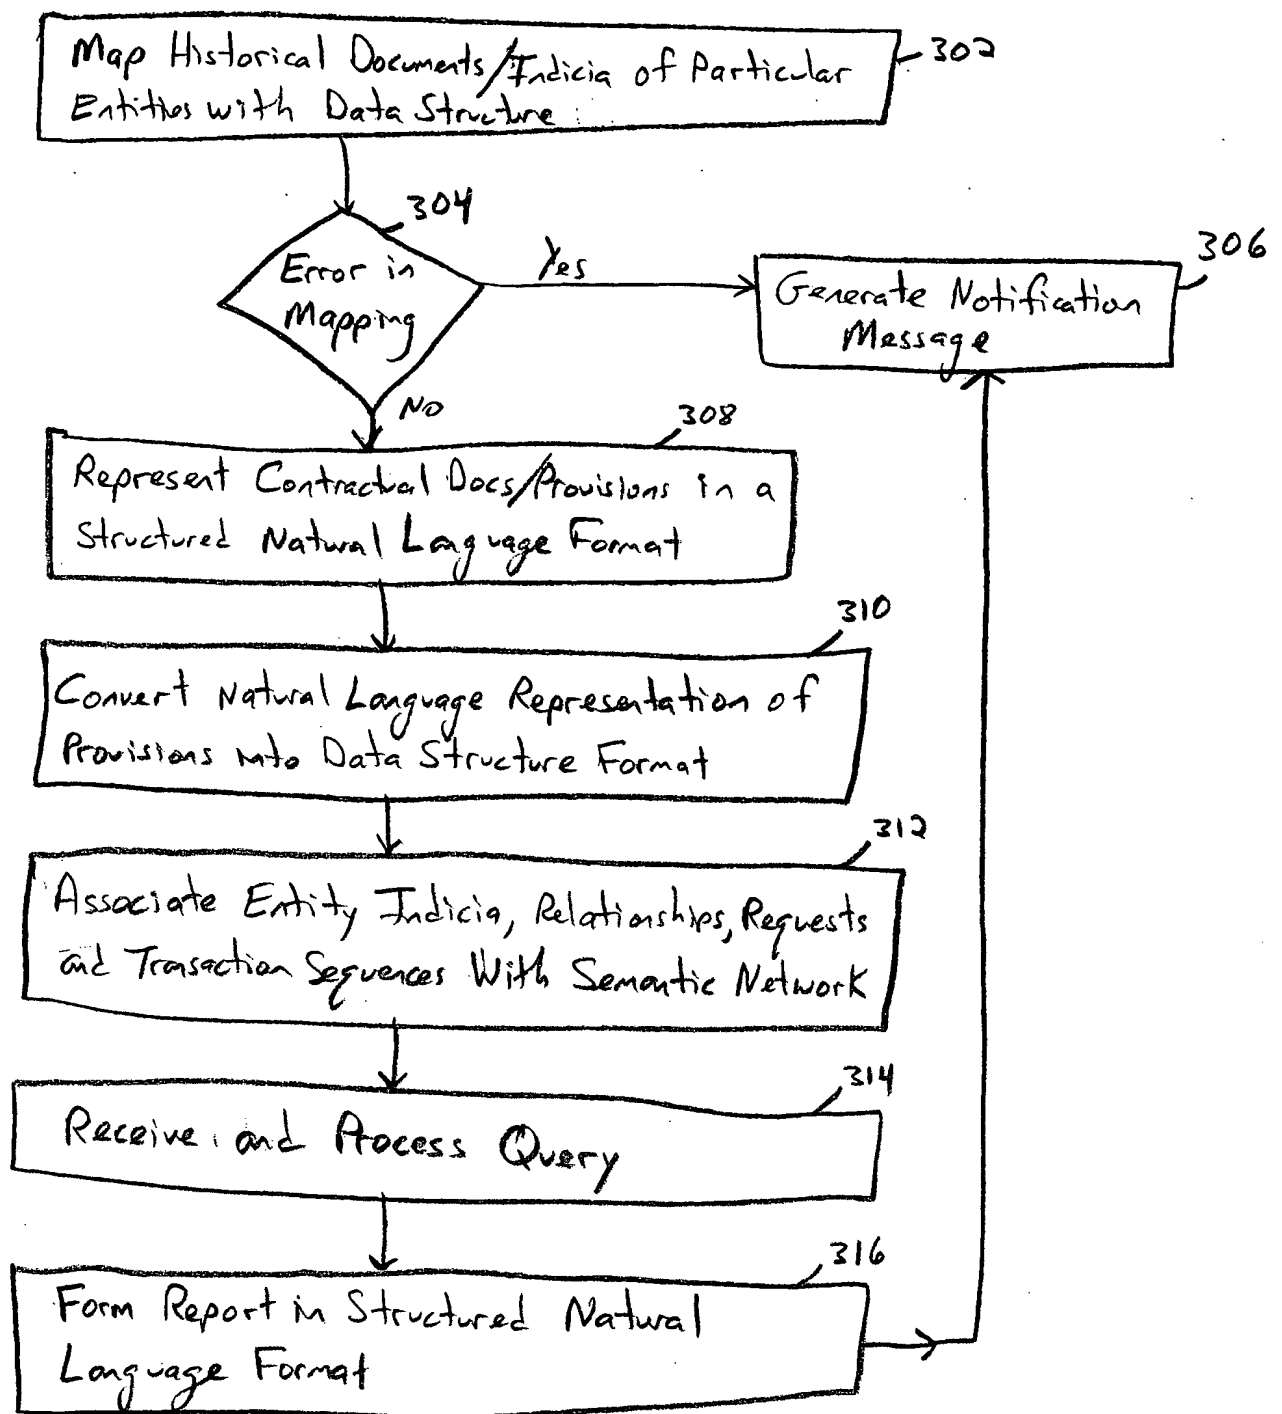 Map Historical Documents/Indicia of Particular
Entities with Data Structure
302
304
Error in
Mapping
Yes
306
Generate Notification
Message
No
308
Represent Contractual Docs/Provisions in a
Structured Natural Language Format
310
Convert Natural Language Representation of
Provisions into Data Structure Format
312
Associate Entity Indicia, Relationships, Requests
and Transaction Sequences With Semantic Network
314
Receive and Process Query
316
Form Report in Structured Natural
Language Format